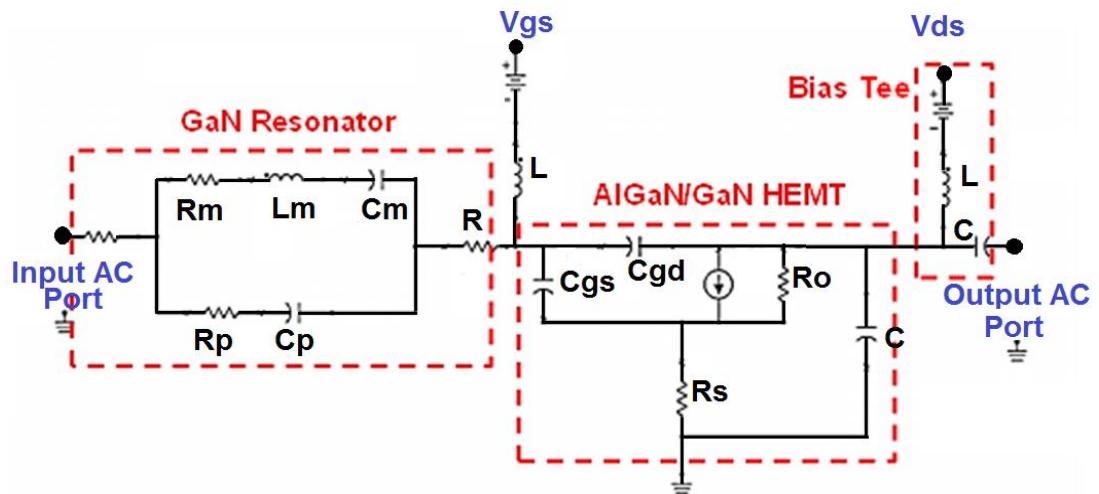 Vgs
Vds
Bias Tee
GaN Resonator
L
L
AlGaN/GaN HEMT
Rm
Lm
Cm
R
C
Input AC
Port
Cgs
Cgd
Ro
Output AC
Port
Rp
Cp
C
Rs